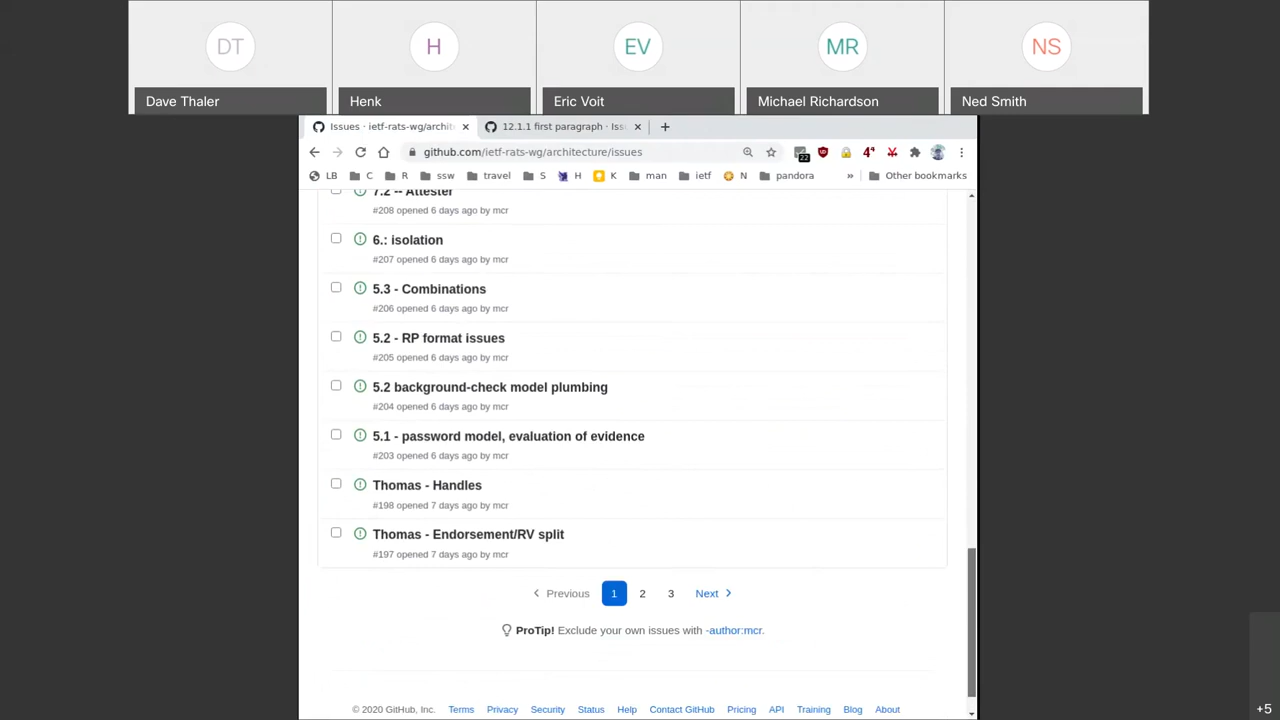 DT
H
EV
MR
NS
Dave Thaler
Henk
Eric Voit
Michael Richardson
Ned Smith
Issues · ietf-rats-wg/archit
12.1.1 first paragraph · Iss
github.com/ietf-rats-wg/architecture/issues
22
4⁹
LB
C
R
ssw
travel
S
H
K
man
ietf
N
pandora
»
Other bookmarks
7.2 -- Attester
#208 opened 6 days ago by mcr
6.: isolation
#207 opened 6 days ago by mcr
5.3 - Combinations
#206 opened 6 days ago by mcr
5.2 - RP format issues
#205 opened 6 days ago by mcr
5.2 background-check model plumbing
#204 opened 6 days ago by mcr
5.1 - password model, evaluation of evidence
#203 opened 6 days ago by mcr
Thomas - Handles
#198 opened 7 days ago by mcr
Thomas - Endorsement/RV split
#197 opened 7 days ago by mcr
Previous 1 2 3 Next
ProTip! Exclude your own issues with -author:mcr.
© 2020 GitHub, Inc. Terms Privacy Security Status Help Contact GitHub Pricing API Training Blog About
+5